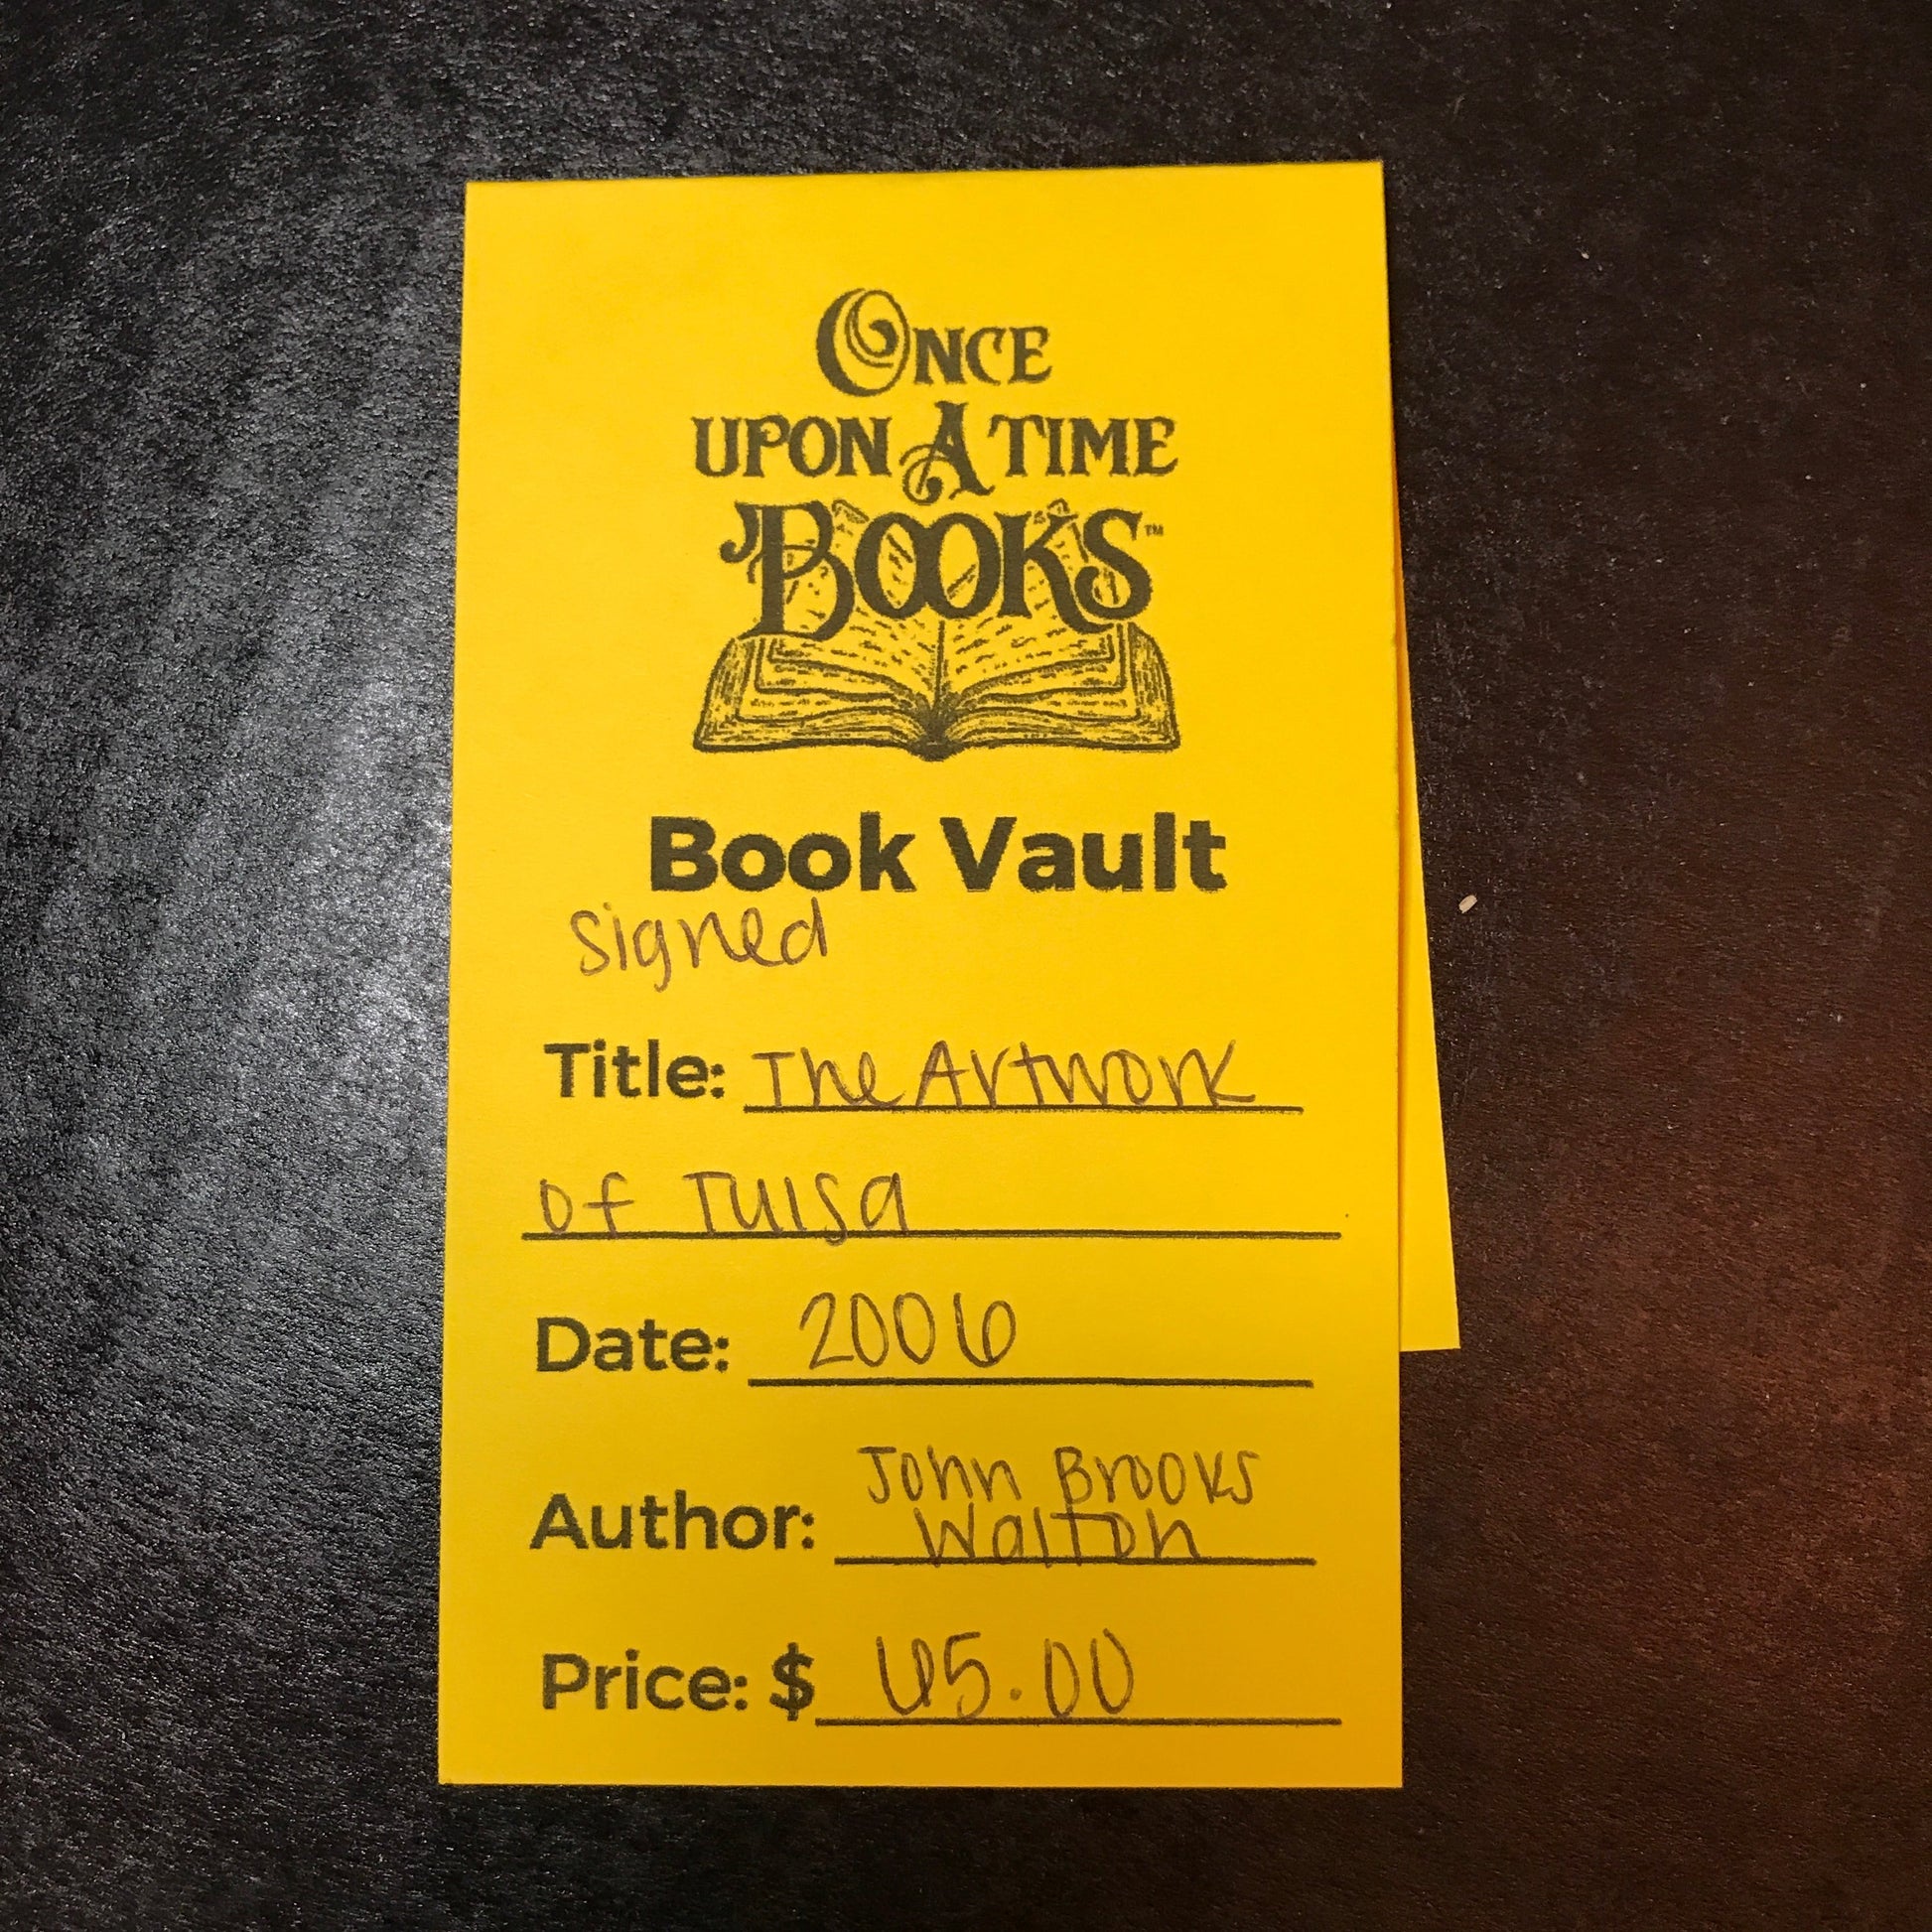 ONCE
UPON A TIME
BOOKS™
Book Vault
signed
Title: The Artwork
of Tulsa
Date: 2006
John Brooks
Author: Walton
Price: $ 65.00